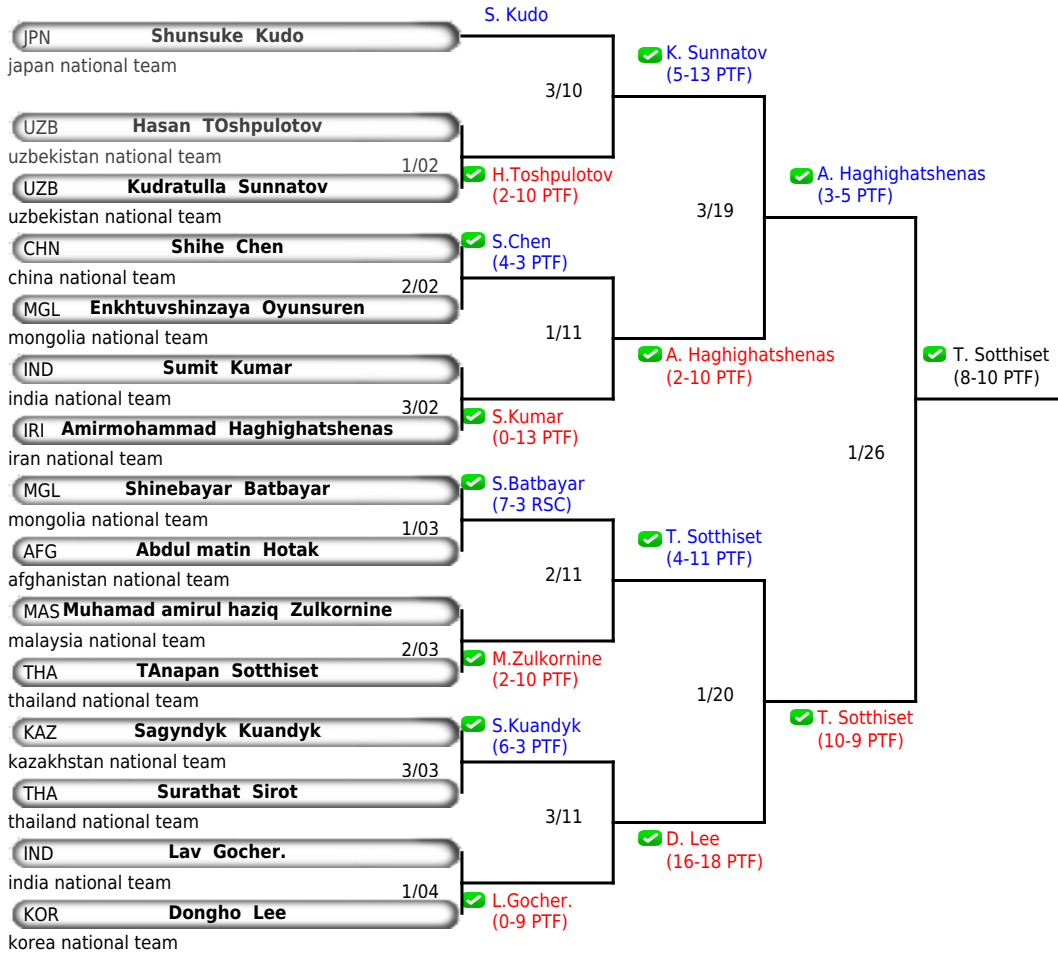 S. Kudo
JPN Shunsuke Kudo
japan national team
K. Sunnatov
(5-13 PTF)
3/10
UZB Hasan TOshpulotov
uzbekistan national team
1/02
H.Toshpulotov
(2-10 PTF)
UZB Kudratulla Sunnatov
uzbekistan national team
A. Haghighatshenas
(3-5 PTF)
3/19
CHN Shihe Chen
china national team
S.Chen
(4-3 PTF)
2/02
MGL Enkhtuvshinzaya Oyunsuren
mongolia national team
1/11
A. Haghighatshenas
(2-10 PTF)
T. Sotthiset
(8-10 PTF)
IND Sumit Kumar
india national team
3/02
S.Kumar
(0-13 PTF)
IRI Amirmohammad Haghighatshenas
iran national team
1/26
MGL Shinebayar Batbayar
mongolia national team
S.Batbayar
(7-3 RSC)
1/03
AFG Abdul matin Hotak
afghanistan national team
T. Sotthiset
(4-11 PTF)
2/11
MAS Muhamad amirul haziq Zulkornine
malaysia national team
2/03
M.Zulkornine
(2-10 PTF)
THA TAnapan Sotthiset
thailand national team
1/20
T. Sotthiset
(10-9 PTF)
KAZ Sagyndyk Kuandyk
kazakhstan national team
S.Kuandyk
(6-3 PTF)
3/03
THA Surathat Sirot
thailand national team
3/11
D. Lee
(16-18 PTF)
IND Lav Gocher.
india national team
1/04
L.Gocher.
(0-9 PTF)
KOR Dongho Lee
korea national team